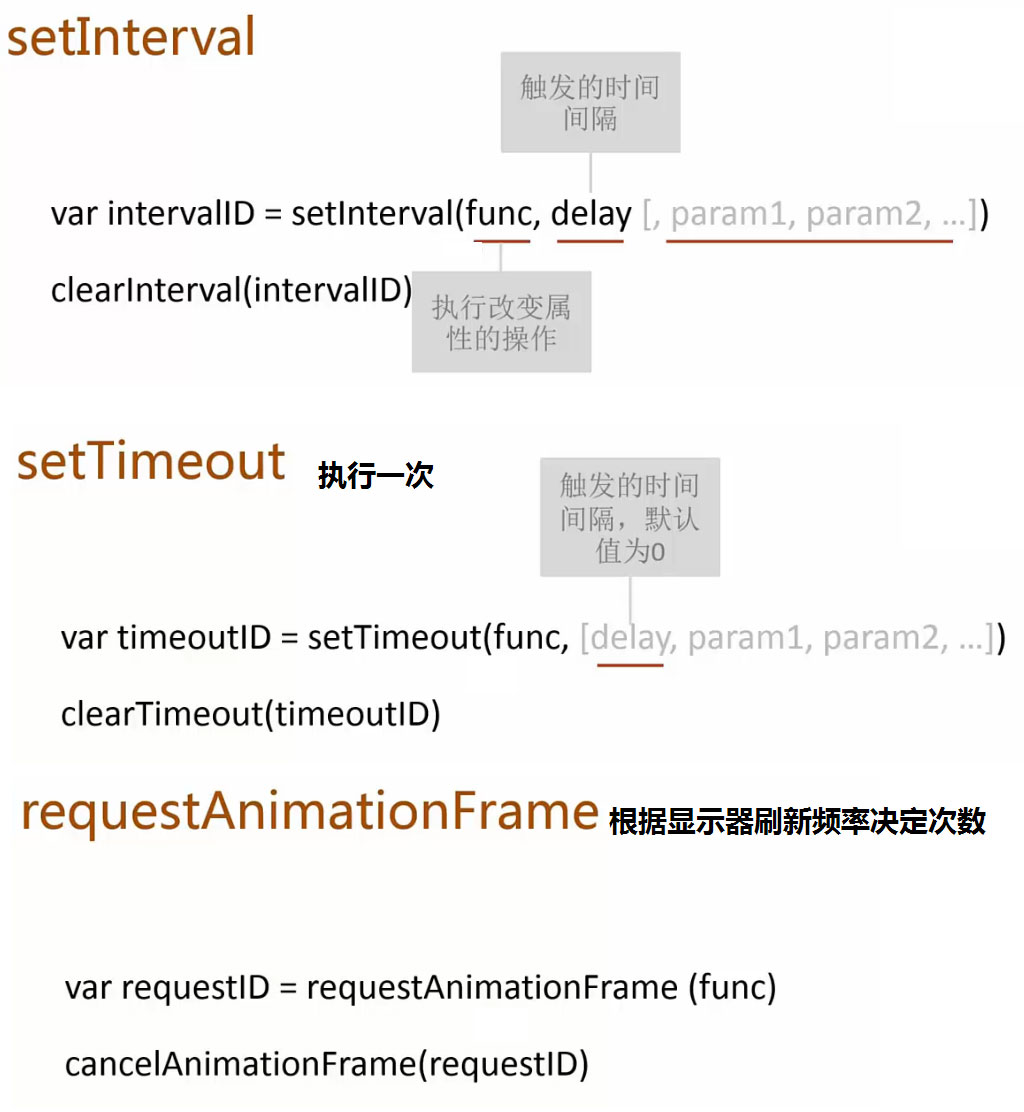 setInterval
触发的时间
间隔
var intervalID = setInterval(func, delay [, param1, param2, ...])
clearInterval(intervalID)
执行改变属
性的操作
setTimeout 执行一次
触发的时间
间隔，默认
值为0
var timeoutID = setTimeout(func, [delay, param1, param2, ...])
clearTimeout(timeoutID)
requestAnimationFrame 根据显示器刷新频率决定次数
var requestID = requestAnimationFrame (func)
cancelAnimationFrame(requestID)